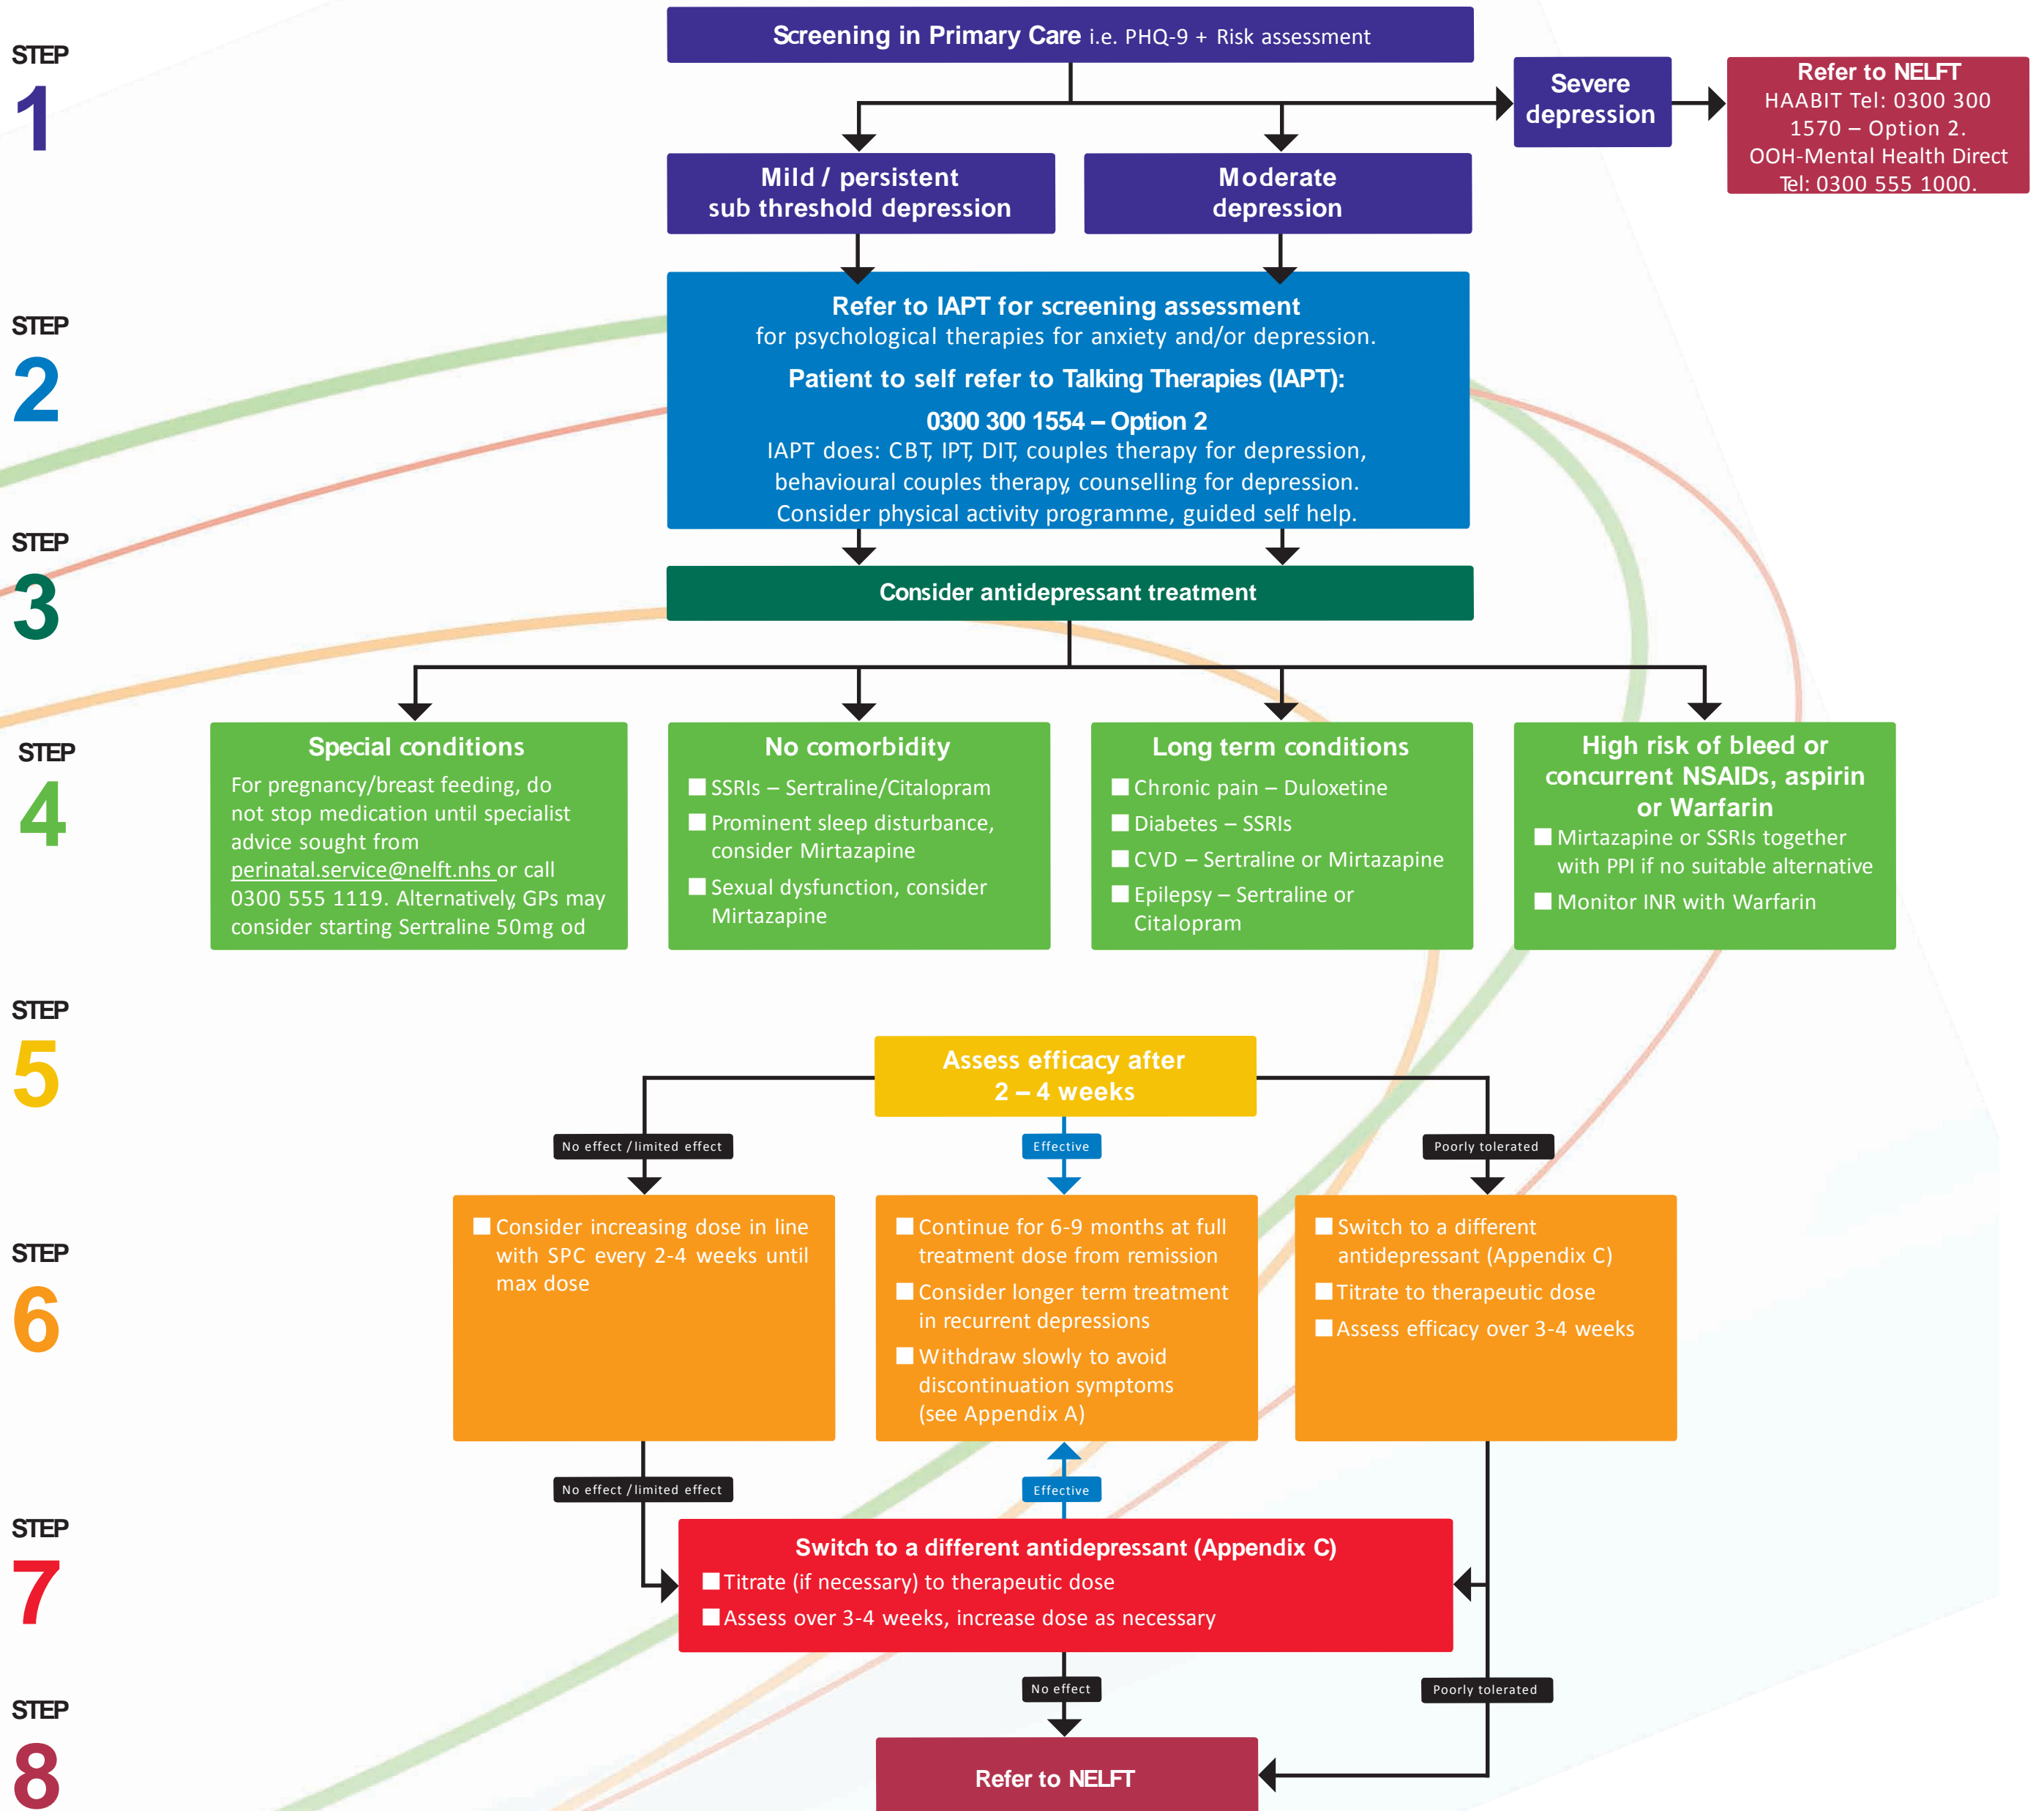 STEP
1
Screening in Primary Care i.e. PHQ-9 + Risk assessment
Severe
depression
Refer to NELFT
HAABIT Tel: 0300 300
1570 – Option 2.
OOH-Mental Health Direct
Tel: 0300 555 1000.
Mild / persistent
sub threshold depression
Moderate
depression
STEP
2
Refer to IAPT for screening assessment
for psychological therapies for anxiety and/or depression.
Patient to self refer to Talking Therapies (IAPT):
0300 300 1554 – Option 2
IAPT does: CBT, IPT, DIT, couples therapy for depression,
behavioural couples therapy, counselling for depression.
Consider physical activity programme, guided self help.
STEP
3
Consider antidepressant treatment
STEP
4
Special conditions
For pregnancy/breast feeding, do
not stop medication until specialist
advice sought from
perinatal.service@nelft.nhs or call
0300 555 1119. Alternatively, GPs may
consider starting Sertraline 50mg od
No comorbidity
SSRIs – Sertraline/Citalopram
Prominent sleep disturbance,
consider Mirtazapine
Sexual dysfunction, consider
Mirtazapine
Long term conditions
Chronic pain – Duloxetine
Diabetes – SSRIs
CVD – Sertraline or Mirtazapine
Epilepsy – Sertraline or
Citalopram
High risk of bleed or
concurrent NSAIDs, aspirin
or Warfarin
Mirtazapine or SSRIs together
with PPI if no suitable alternative
Monitor INR with Warfarin
STEP
5
Assess efficacy after
2 – 4 weeks
No effect / limited effect
Effective
Poorly tolerated
STEP
6
Consider increasing dose in line
with SPC every 2-4 weeks until
max dose
Continue for 6-9 months at full
treatment dose from remission
Consider longer term treatment
in recurrent depressions
Withdraw slowly to avoid
discontinuation symptoms
(see Appendix A)
Switch to a different
antidepressant (Appendix C)
Titrate to therapeutic dose
Assess efficacy over 3-4 weeks
No effect / limited effect
Effective
STEP
7
Switch to a different antidepressant (Appendix C)
Titrate (if necessary) to therapeutic dose
Assess over 3-4 weeks, increase dose as necessary
No effect
Poorly tolerated
STEP
8
Refer to NELFT